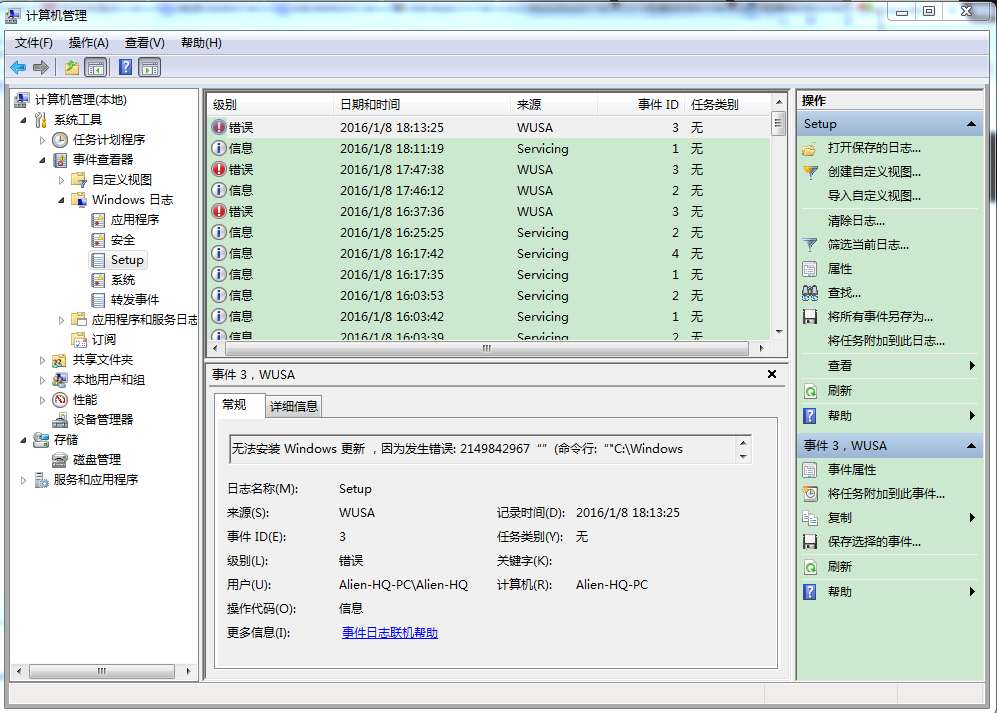 计算机管理
文件(F) 操作(A) 查看(V) 帮助(H)
计算机管理(本地)
系统工具
任务计划程序
事件查看器
自定义视图
Windows 日志
应用程序
安全
Setup
系统
转发事件
应用程序和服务日志
订阅
共享文件夹
本地用户和组
性能
设备管理器
存储
磁盘管理
服务和应用程序
级别 日期和时间 来源 事件 ID 任务类别
错误 2016/1/8 18:13:25 WUSA 3 无
信息 2016/1/8 18:11:19 Servicing 1 无
错误 2016/1/8 17:47:38 WUSA 3 无
信息 2016/1/8 17:46:12 WUSA 2 无
错误 2016/1/8 16:37:36 WUSA 3 无
信息 2016/1/8 16:25:25 Servicing 2 无
信息 2016/1/8 16:17:42 Servicing 4 无
信息 2016/1/8 16:17:35 Servicing 1 无
信息 2016/1/8 16:03:53 Servicing 2 无
信息 2016/1/8 16:03:42 Servicing 1 无
信息 2016/1/8 16:03:39 Servicing 2 无
事件 3，WUSA
常规 详细信息
无法安装 Windows 更新 ，因为发生错误: 2149842967 “” (命令行: “"C:\Windows
日志名称(M): Setup
来源(S): WUSA 记录时间(D): 2016/1/8 18:13:25
事件 ID(E): 3 任务类别(Y): 无
级别(L): 错误 关键字(K):
用户(U): Alien-HQ-PC\Alien-HQ 计算机(R): Alien-HQ-PC
操作代码(O): 信息
更多信息(I): 事件日志联机帮助
操作
Setup
打开保存的日志...
创建自定义视图...
导入自定义视图...
清除日志...
筛选当前日志...
属性
查找...
将所有事件另存为...
将任务附加到此日志...
查看
刷新
帮助
事件 3，WUSA
事件属性
将任务附加到此事件...
复制
保存选择的事件...
刷新
帮助